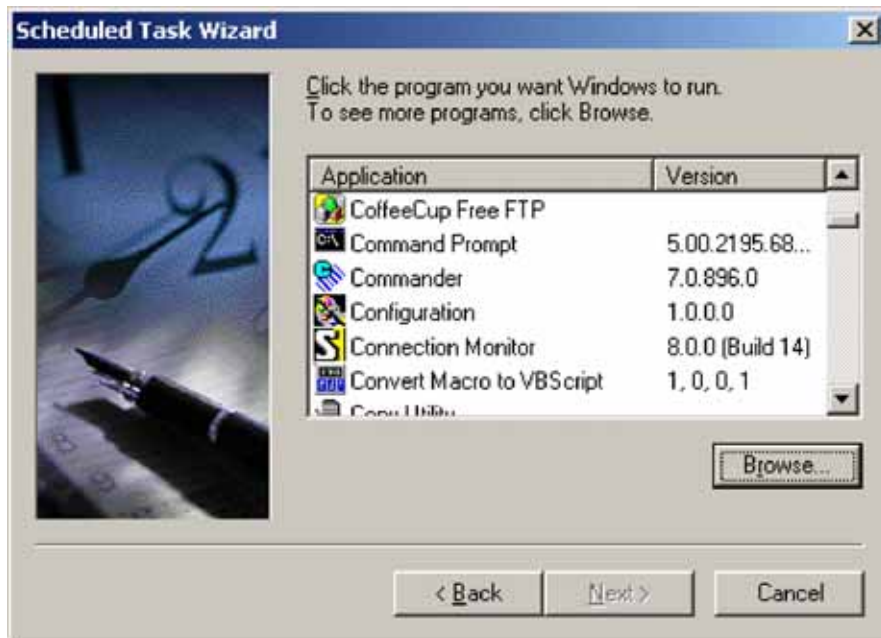 Scheduled Task Wizard
Click the program you want Windows to run.
To see more programs, click Browse.
Application Version
CoffeeCup Free FTP
Command Prompt 5.00.2195.68...
Commander 7.0.896.0
Configuration 1.0.0.0
Connection Monitor 8.0.0 (Build 14)
Convert Macro to VBScript 1, 0, 0, 1
Copy Utility
Browse...
< Back Next > Cancel